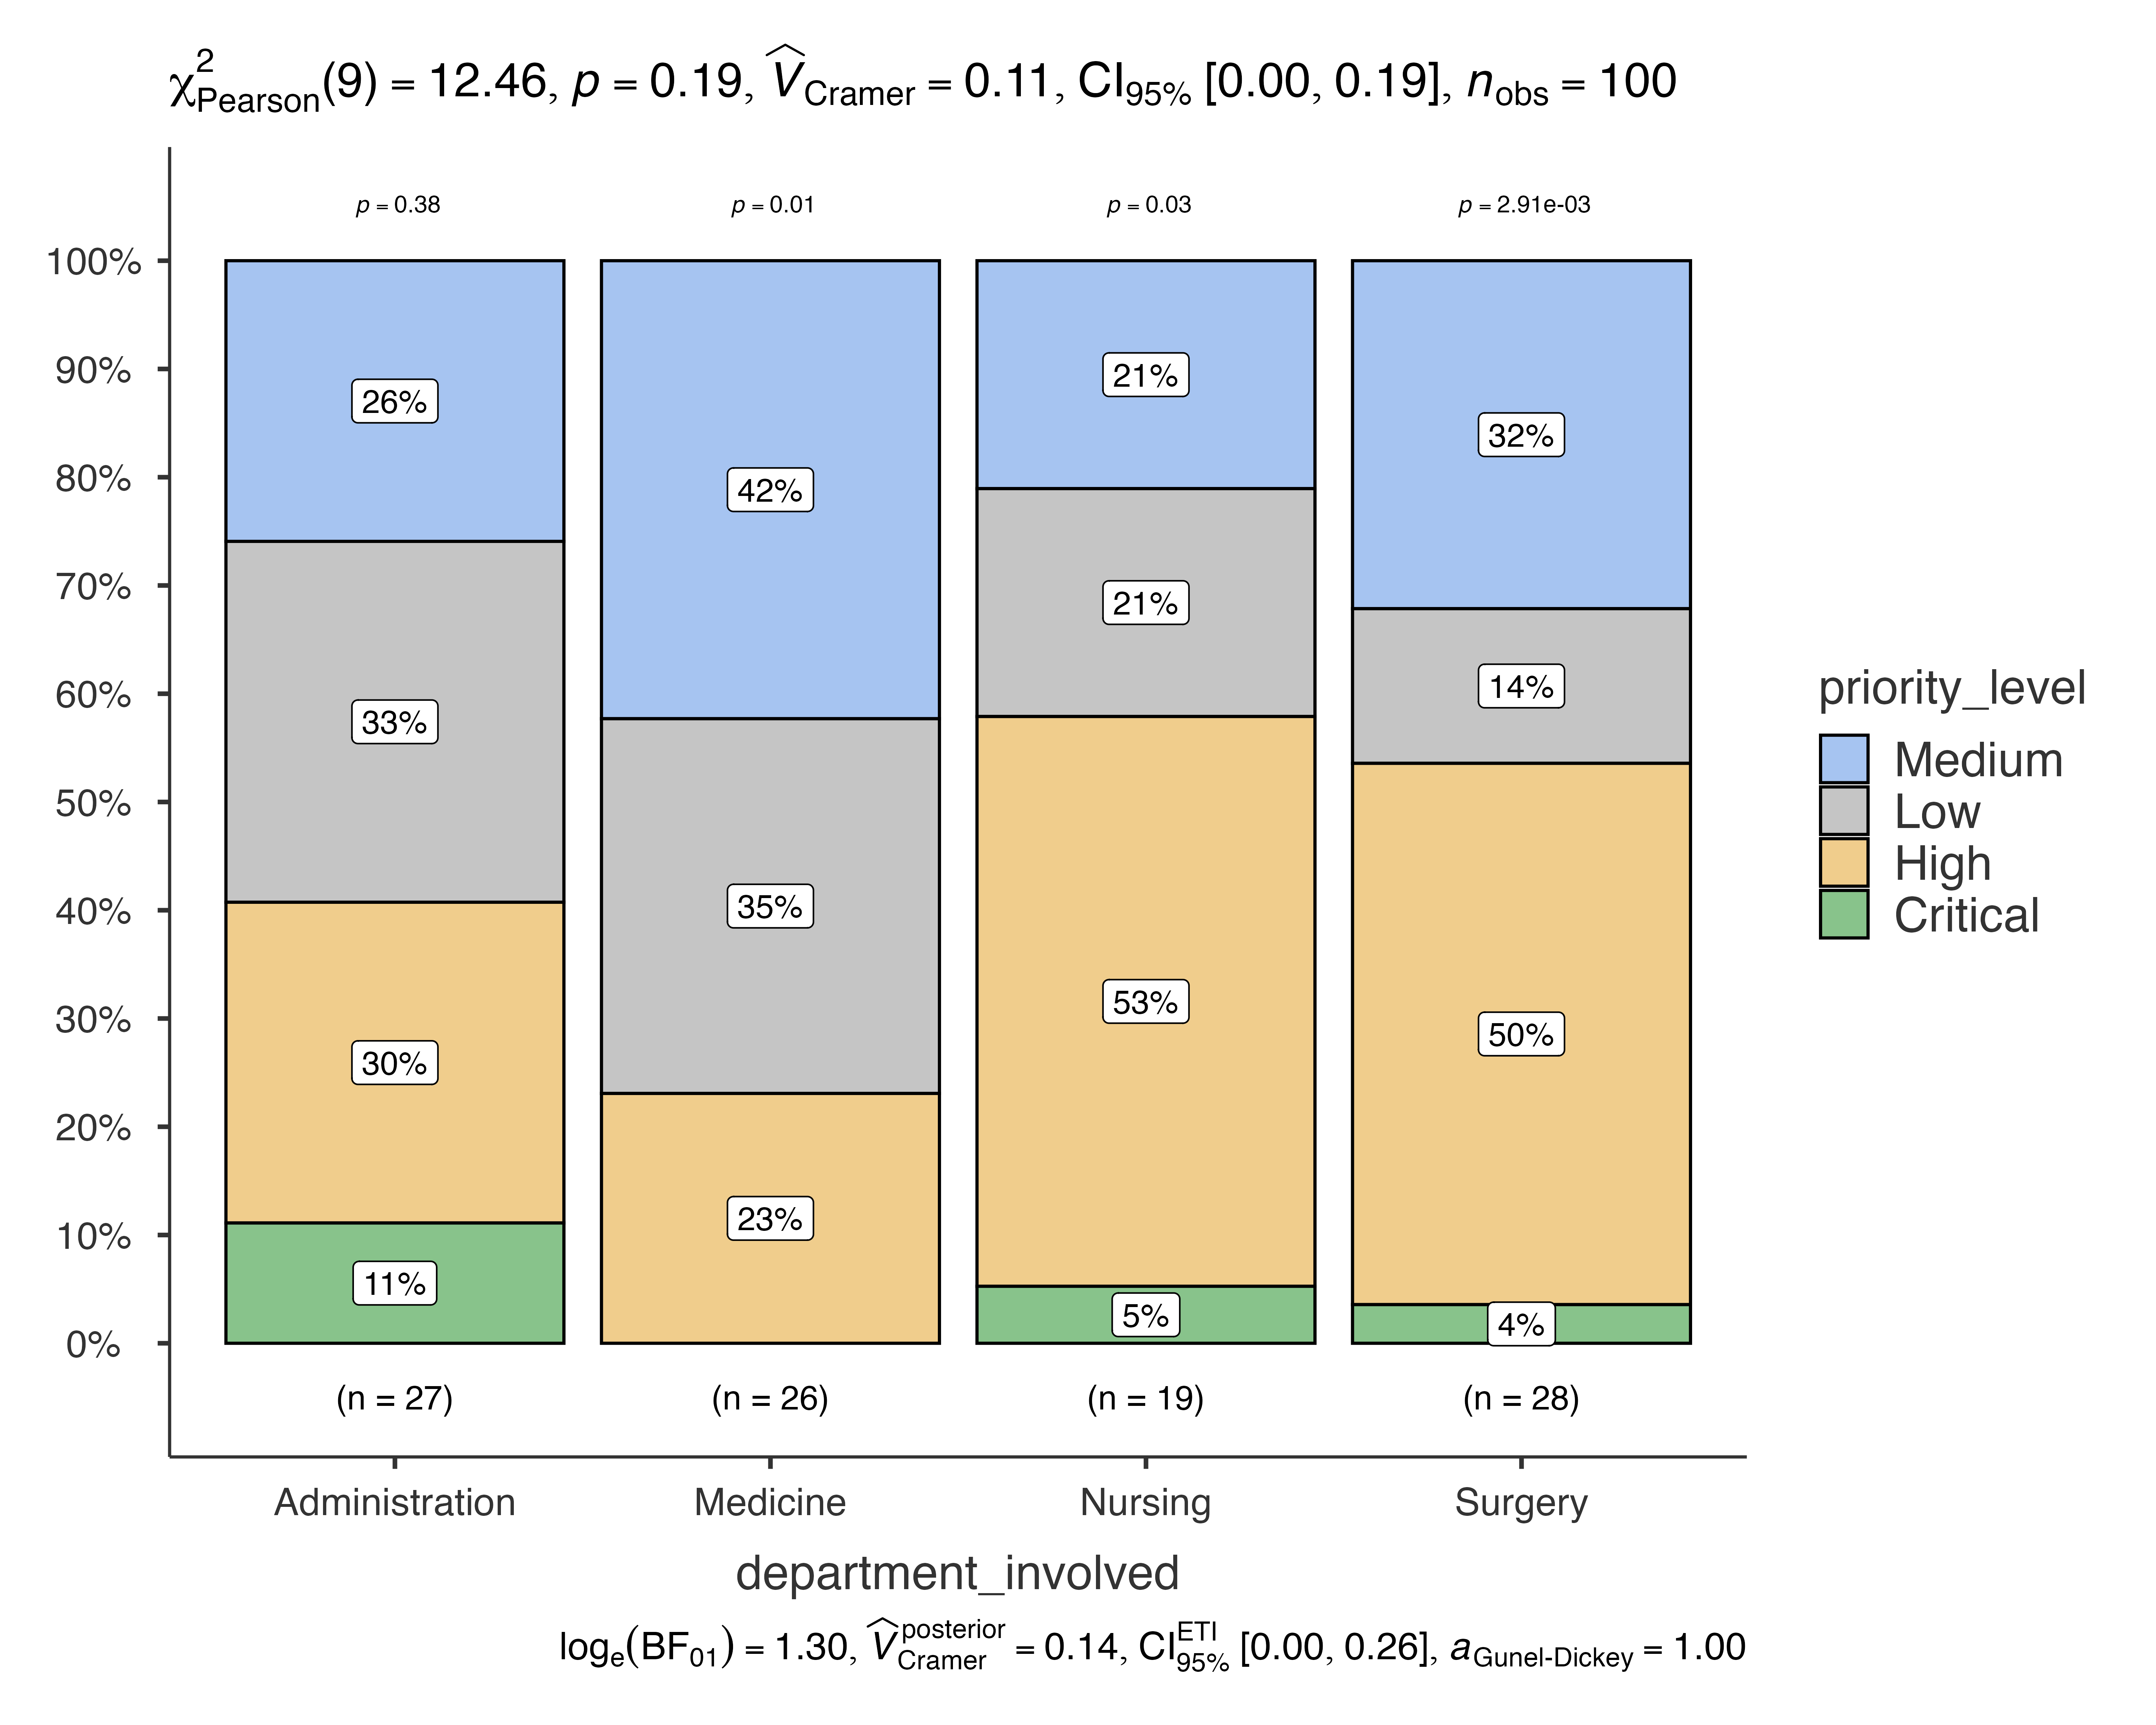 χ²Pearson(9) = 12.46, p = 0.19, V̂Cramer = 0.11, CI95% [0.00, 0.19], nobs = 100
p = 0.38 p = 0.01 p = 0.03 p = 2.91e-03
100%
90%
80%
70%
60%
50%
40%
30%
20%
10%
0%
26%
33%
30%
11%
42%
35%
23%
21%
21%
53%
5%
32%
14%
50%
4%
(n = 27) (n = 26) (n = 19) (n = 28)
Administration Medicine Nursing Surgery
department_involved
priority_level
Medium
Low
High
Critical
loge(BF01) = 1.30, V̂posteriorCramer = 0.14, CIETI95% [0.00, 0.26], aGunel-Dickey = 1.00